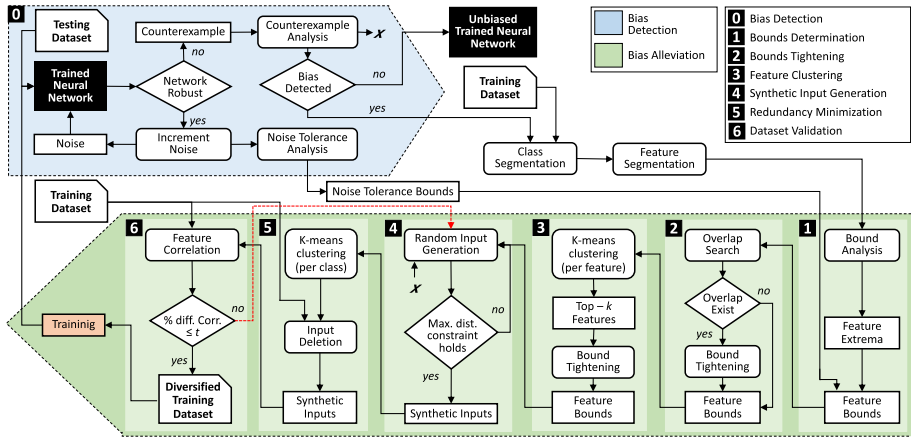 0
Testing
Dataset
Counterexample
Counterexample
Analysis
X
Unbiased
Trained Neural
Network
Bias
Detection
Bias Alleviation
0 Bias Detection
1 Bounds Determination
2 Bounds Tightening
3 Feature Clustering
4 Synthetic Input Generation
5 Redundancy Minimization
6 Dataset Validation
no
Trained
Neural
Network
Network
Robust
Bias
Detected
no
Training
Dataset
yes
yes
Noise
Increment
Noise
Noise Tolerance
Analysis
Class
Segmentation
Feature
Segmentation
Training
Dataset
Noise Tolerance Bounds
6
5
4
3
2
1
Feature
Correlation
K-means
clustering
(per class)
Random Input
Generation
K-means
clustering
(per feature)
Overlap
Search
Bound
Analysis
X
no
% diff. Corr.
≤ t
no
Max. dist.
constraint
holds
no
Top – k
Features
Overlap
Exist
Traininig
Input
Deletion
yes
Feature
Extrema
yes
yes
Bound
Tightening
Bound
Tightening
Diversified
Training
Dataset
Synthetic
Inputs
Synthetic Inputs
Feature
Bounds
Feature
Bounds
Feature
Bounds